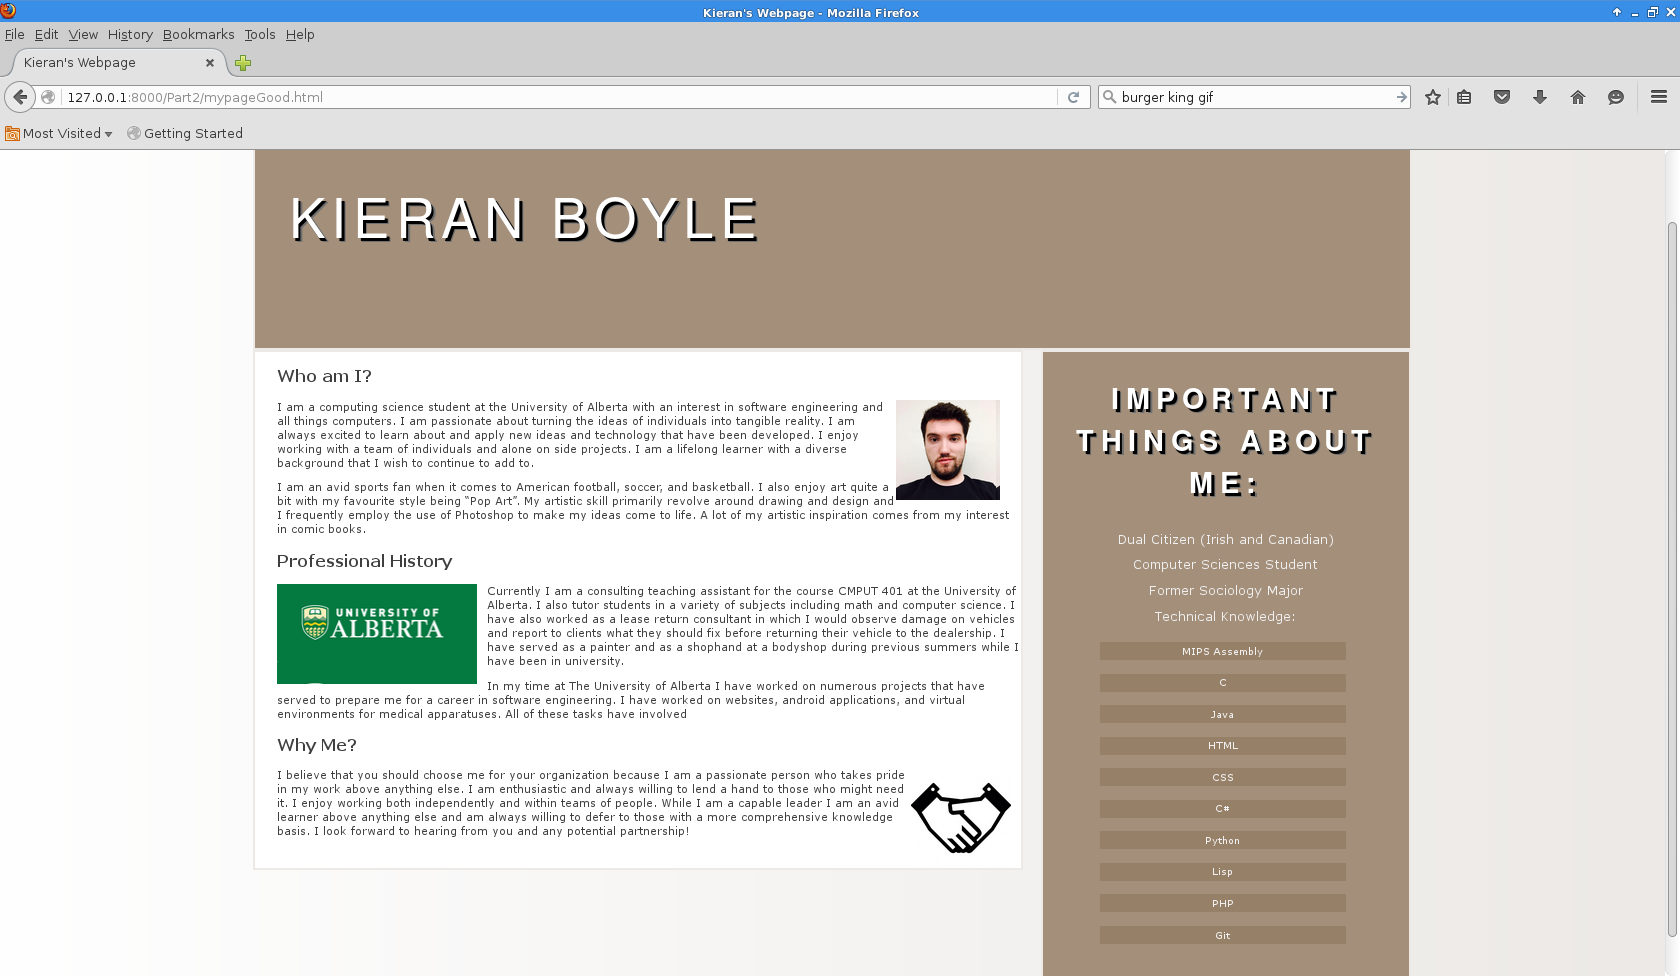 Kieran's Webpage - Mozilla Firefox
File Edit View History Bookmarks Tools Help
Kieran's Webpage
127.0.0.1:8000/Part2/mypageGood.html
burger king gif
Most Visited
Getting Started
KIERAN BOYLE
Who am I?
I am a computing science student at the University of Alberta with an interest in software engineering and
all things computers. I am passionate about turning the ideas of individuals into tangible reality. I am
always excited to learn about and apply new ideas and technology that have been developed. I enjoy
working with a team of individuals and alone on side projects. I am a lifelong learner with a diverse
background that I wish to continue to add to.
I am an avid sports fan when it comes to American football, soccer, and basketball. I also enjoy art quite a
bit with my favourite style being “Pop Art”. My artistic skill primarily revolve around drawing and design and
I frequently employ the use of Photoshop to make my ideas come to life. A lot of my artistic inspiration comes from my interest
in comic books.
Professional History
UNIVERSITY OF
ALBERTA
Currently I am a consulting teaching assistant for the course CMPUT 401 at the University of
Alberta. I also tutor students in a variety of subjects including math and computer science. I
have also worked as a lease return consultant in which I would observe damage on vehicles
and report to clients what they should fix before returning their vehicle to the dealership. I
have served as a painter and as a shophand at a bodyshop during previous summers while I
have been in university.
In my time at The University of Alberta I have worked on numerous projects that have
served to prepare me for a career in software engineering. I have worked on websites, android applications, and virtual
environments for medical apparatuses. All of these tasks have involved
Why Me?
I believe that you should choose me for your organization because I am a passionate person who takes pride
in my work above anything else. I am enthusiastic and always willing to lend a hand to those who might need
it. I enjoy working both independently and within teams of people. While I am a capable leader I am an avid
learner above anything else and am always willing to defer to those with a more comprehensive knowledge
basis. I look forward to hearing from you and any potential partnership!
IMPORTANT
THINGS ABOUT
ME:
Dual Citizen (Irish and Canadian)
Computer Sciences Student
Former Sociology Major
Technical Knowledge:
MIPS Assembly
C
Java
HTML
CSS
C#
Python
Lisp
PHP
Git